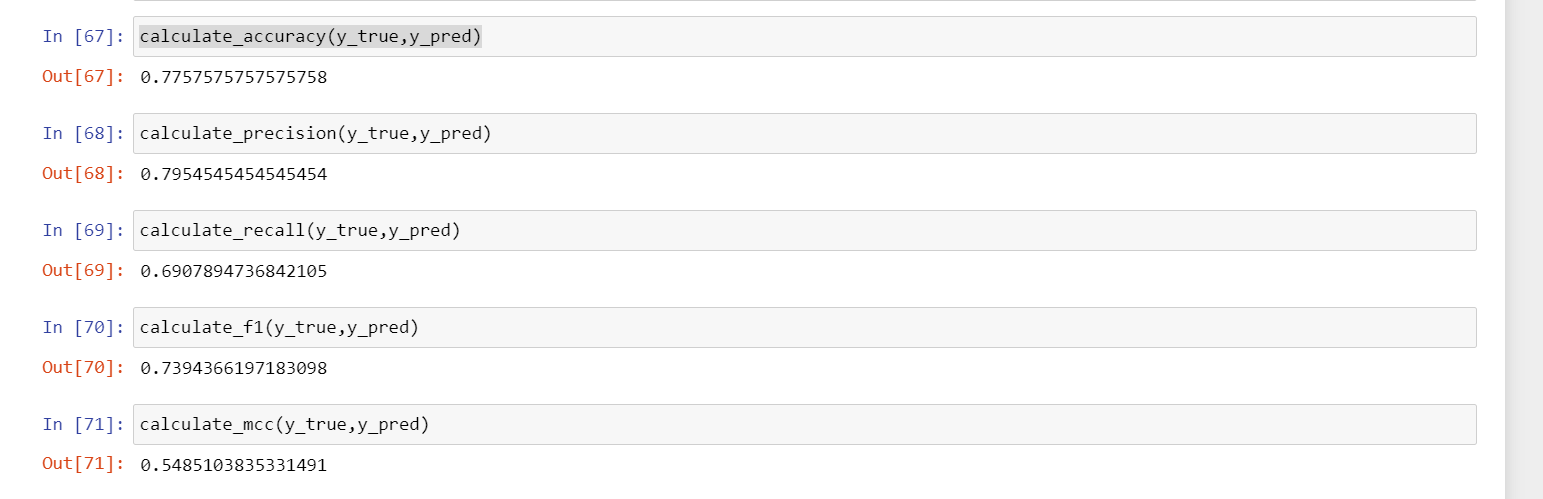 In [67]: calculate_accuracy(y_true,y_pred)
Out[67]: 0.7757575757575758
In [68]: calculate_precision(y_true,y_pred)
Out[68]: 0.7954545454545454
In [69]: calculate_recall(y_true,y_pred)
Out[69]: 0.6907894736842105
In [70]: calculate_f1(y_true,y_pred)
Out[70]: 0.7394366197183098
In [71]: calculate_mcc(y_true,y_pred)
Out[71]: 0.5485103835331491